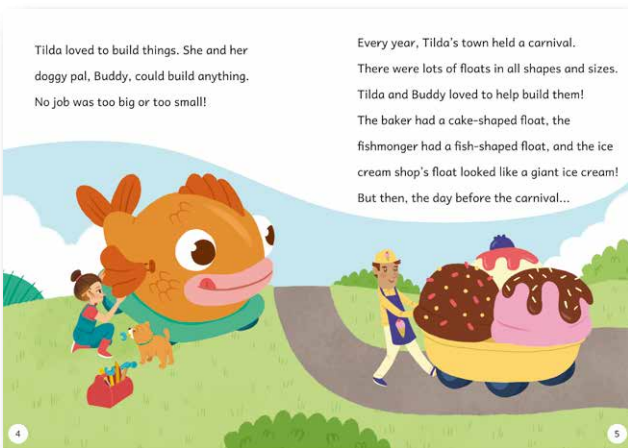 Tilda loved to build things. She and her
doggy pal, Buddy, could build anything.
No job was too big or too small!
4
Every year, Tilda’s town held a carnival.
There were lots of floats in all shapes and sizes.
Tilda and Buddy loved to help build them!
The baker had a cake-shaped float, the
fishmonger had a fish-shaped float, and the ice
cream shop’s float looked like a giant ice cream!
But then, the day before the carnival...
5